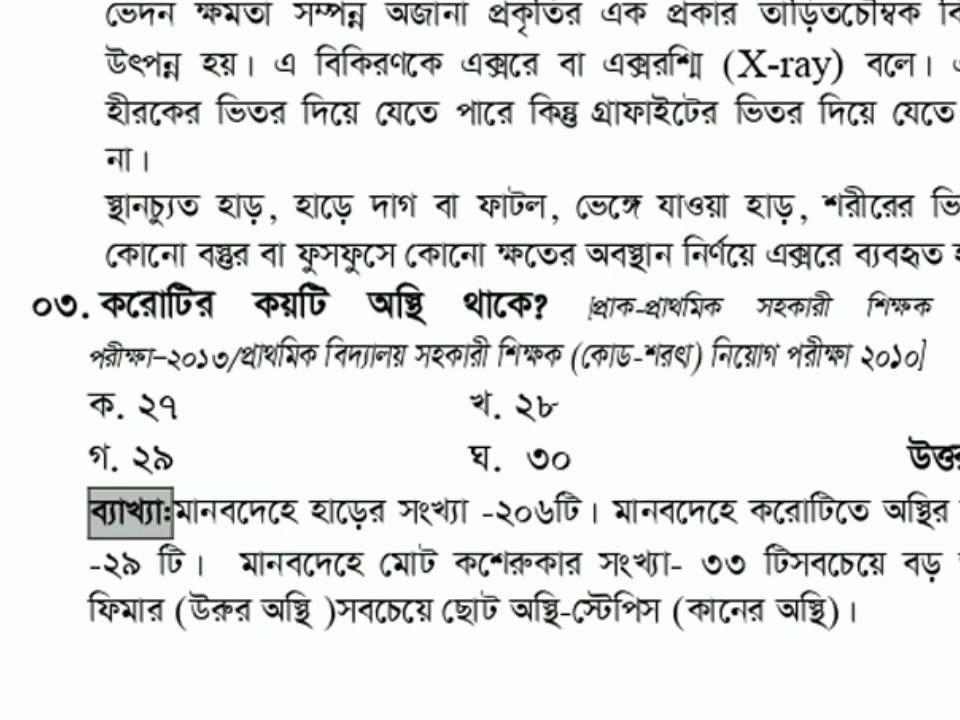 ভেদন ক্ষমতা সম্পন্ন অজানা প্রকৃতির এক প্রকার তাড়িতচৌম্বক
উৎপন্ন হয়। এ বিকিরণকে এক্সরে বা এক্সরশ্মি (X-ray) বলে।
হীরকের ভিতর দিয়ে যেতে পারে কিন্তু গ্রাফাইটের ভিতর দিয়ে যেতে
না।
স্থানচ্যুত হাড়, হাড়ে দাগ বা ফাটল, ভেঙ্গে যাওয়া হাড়, শরীরের
কোনো বস্তুর বা ফুসফুসে কোনো ক্ষতের অবস্থান নির্ণয়ে এক্সরে ব্যবহৃত
০৩. করোটির কয়টি অস্থি থাকে? [প্রাক-প্রাথমিক সহকারী শিক্ষক
পরীক্ষা–২০১৩/প্রাথমিক বিদ্যালয় সহকারী শিক্ষক (কোড-শরৎ) নিয়োগ পরীক্ষা ২০১০]
ক. ২৭ খ. ২৮
গ. ২৯ ঘ. ৩০
ব্যাখ্যা:মানবদেহে হাড়ের সংখ্যা -২০৬টি। মানবদেহে করোটিতে অস্থির
-২৯ টি। মানবদেহে মোট কশেরুকার সংখ্যা- ৩৩ টিসবচেয়ে বড়
ফিমার (উরুর অস্থি )সবচেয়ে ছোট অস্থি-স্টেপিস (কানের অস্থি)।